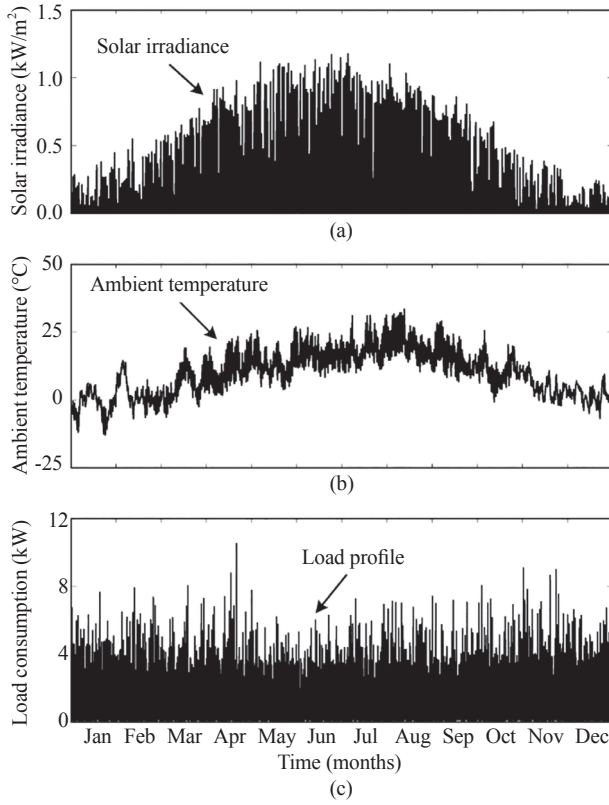 Solar irradiance (kW/m²)
1.5
1.0
0.5
0.0
Solar irradiance
(a)
Ambient temperature (°C)
50
25
0
-25
Ambient temperature
(b)
Load consumption (kW)
12
8
4
0
Load profile
Jan Feb Mar Apr May Jun Jul Aug Sep Oct Nov Dec
Time (months)
(c)